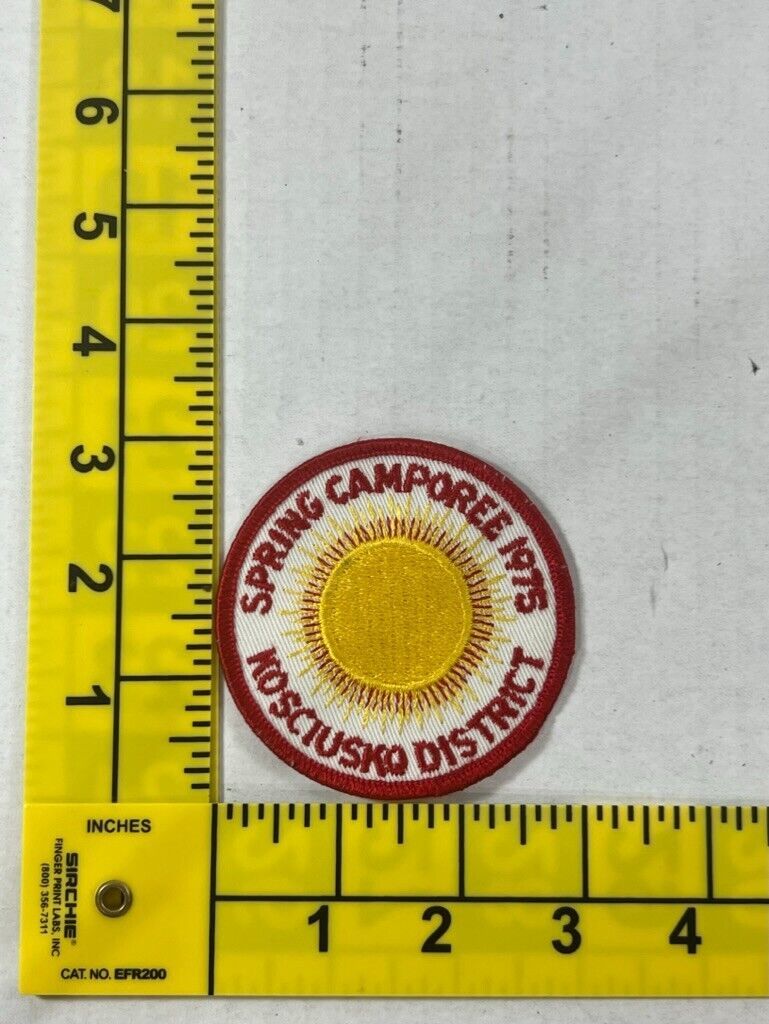 7
6
5
4
3
2
1
SPRING CAMPOREE 1975
KOSCIUSKO DISTRICT
INCHES
SIRCHIE®
FINGER PRINT LABS, INC
(800) 356-7311
CAT. NO. EFR200
1 2 3 4